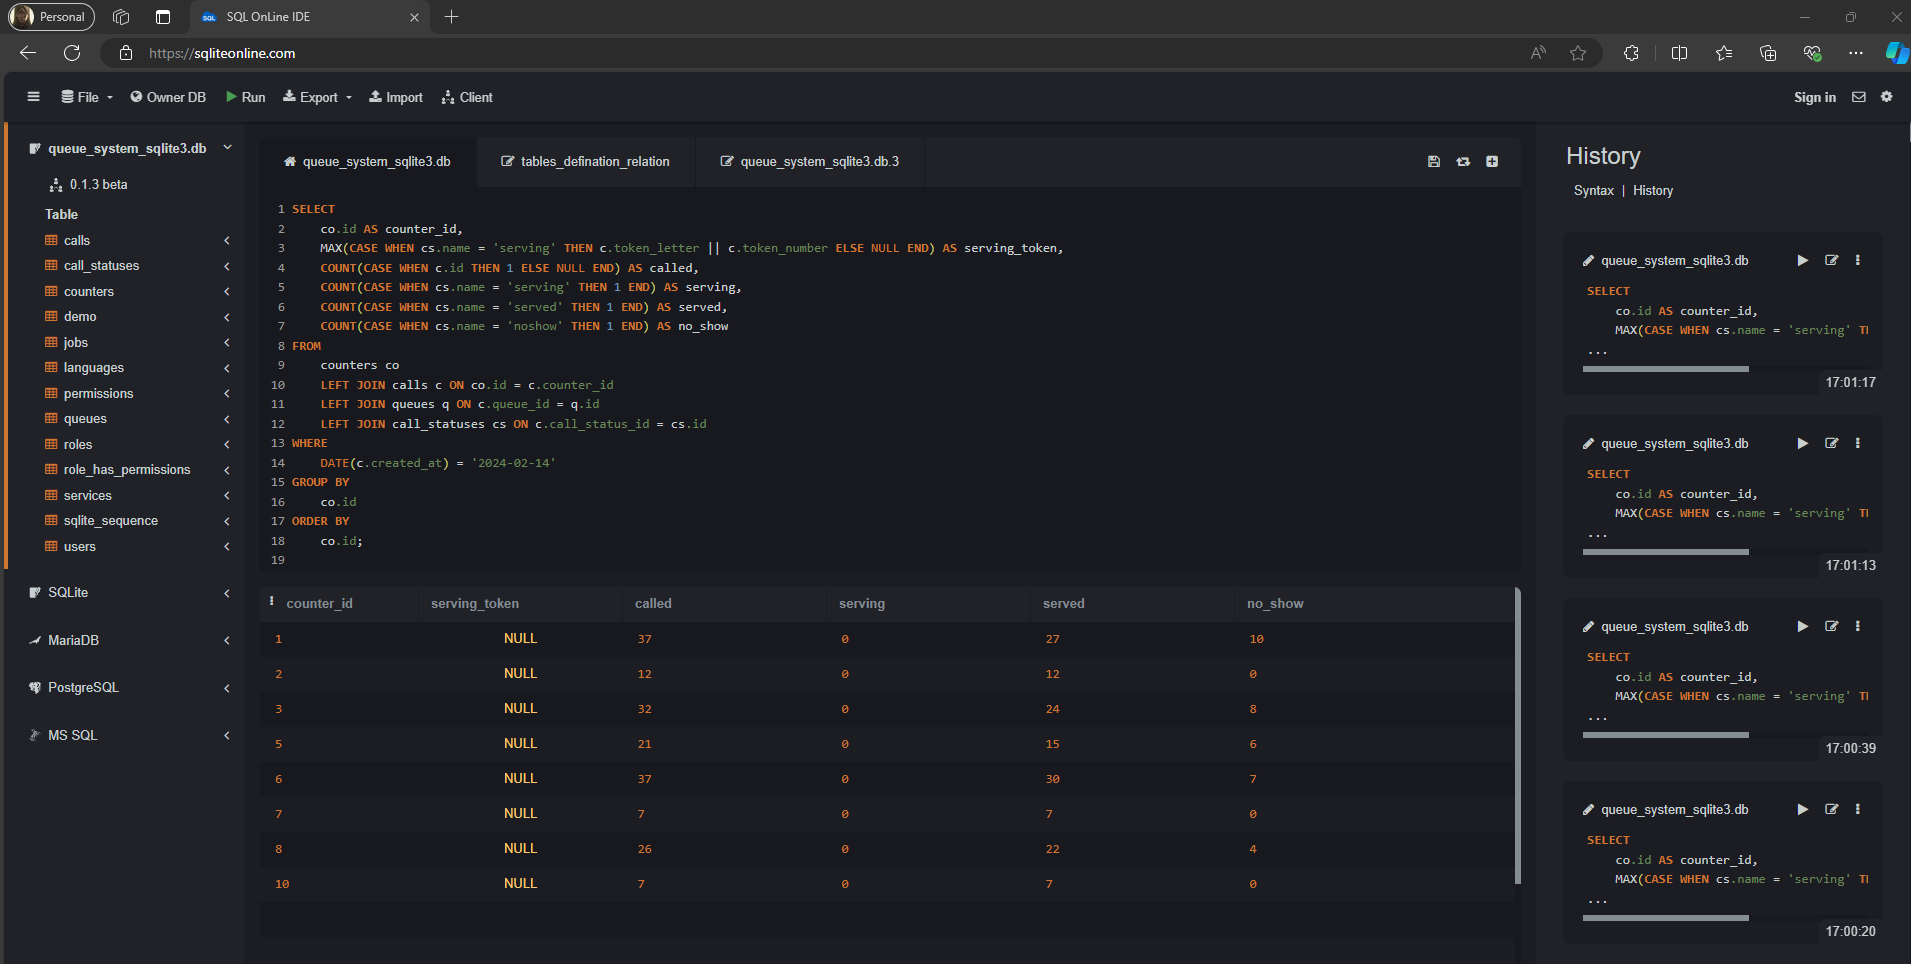 Personal
SQL OnLine IDE
https://sqliteonline.com
File
Owner DB
Run
Export
Import
Client
Sign in
queue_system_sqlite3.db
0.1.3 beta
Table
calls
call_statuses
counters
demo
jobs
languages
permissions
queues
roles
role_has_permissions
services
sqlite_sequence
users
SQLite
MariaDB
PostgreSQL
MS SQL
queue_system_sqlite3.db
tables_defination_relation
queue_system_sqlite3.db.3
1 SELECT
2 co.id AS counter_id,
3 MAX(CASE WHEN cs.name = 'serving' THEN c.token_letter || c.token_number ELSE NULL END) AS serving_token,
4 COUNT(CASE WHEN c.id THEN 1 ELSE NULL END) AS called,
5 COUNT(CASE WHEN cs.name = 'serving' THEN 1 END) AS serving,
6 COUNT(CASE WHEN cs.name = 'served' THEN 1 END) AS served,
7 COUNT(CASE WHEN cs.name = 'noshow' THEN 1 END) AS no_show
8 FROM
9 counters co
10 LEFT JOIN calls c ON co.id = c.counter_id
11 LEFT JOIN queues q ON c.queue_id = q.id
12 LEFT JOIN call_statuses cs ON c.call_status_id = cs.id
13 WHERE
14 DATE(c.created_at) = '2024-02-14'
15 GROUP BY
16 co.id
17 ORDER BY
18 co.id;
19
counter_id serving_token called serving served no_show
1 NULL 37 0 27 10
2 NULL 12 0 12 0
3 NULL 32 0 24 8
5 NULL 21 0 15 6
6 NULL 37 0 30 7
7 NULL 7 0 7 0
8 NULL 26 0 22 4
10 NULL 7 0 7 0
History
Syntax | History
queue_system_sqlite3.db
SELECT
co.id AS counter_id,
MAX(CASE WHEN cs.name = 'serving' TH
...
17:01:17
queue_system_sqlite3.db
SELECT
co.id AS counter_id,
MAX(CASE WHEN cs.name = 'serving' TH
...
17:01:13
queue_system_sqlite3.db
SELECT
co.id AS counter_id,
MAX(CASE WHEN cs.name = 'serving' TH
...
17:00:39
queue_system_sqlite3.db
SELECT
co.id AS counter_id,
MAX(CASE WHEN cs.name = 'serving' TH
...
17:00:20